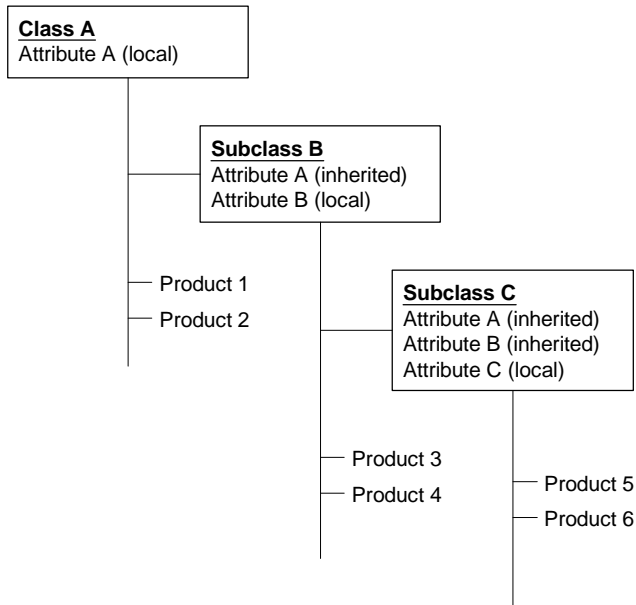 Class A
Attribute A (local)
Subclass B
Attribute A (inherited)
Attribute B (local)
Product 1
Product 2
Subclass C
Attribute A (inherited)
Attribute B (inherited)
Attribute C (local)
Product 3
Product 4
Product 5
Product 6